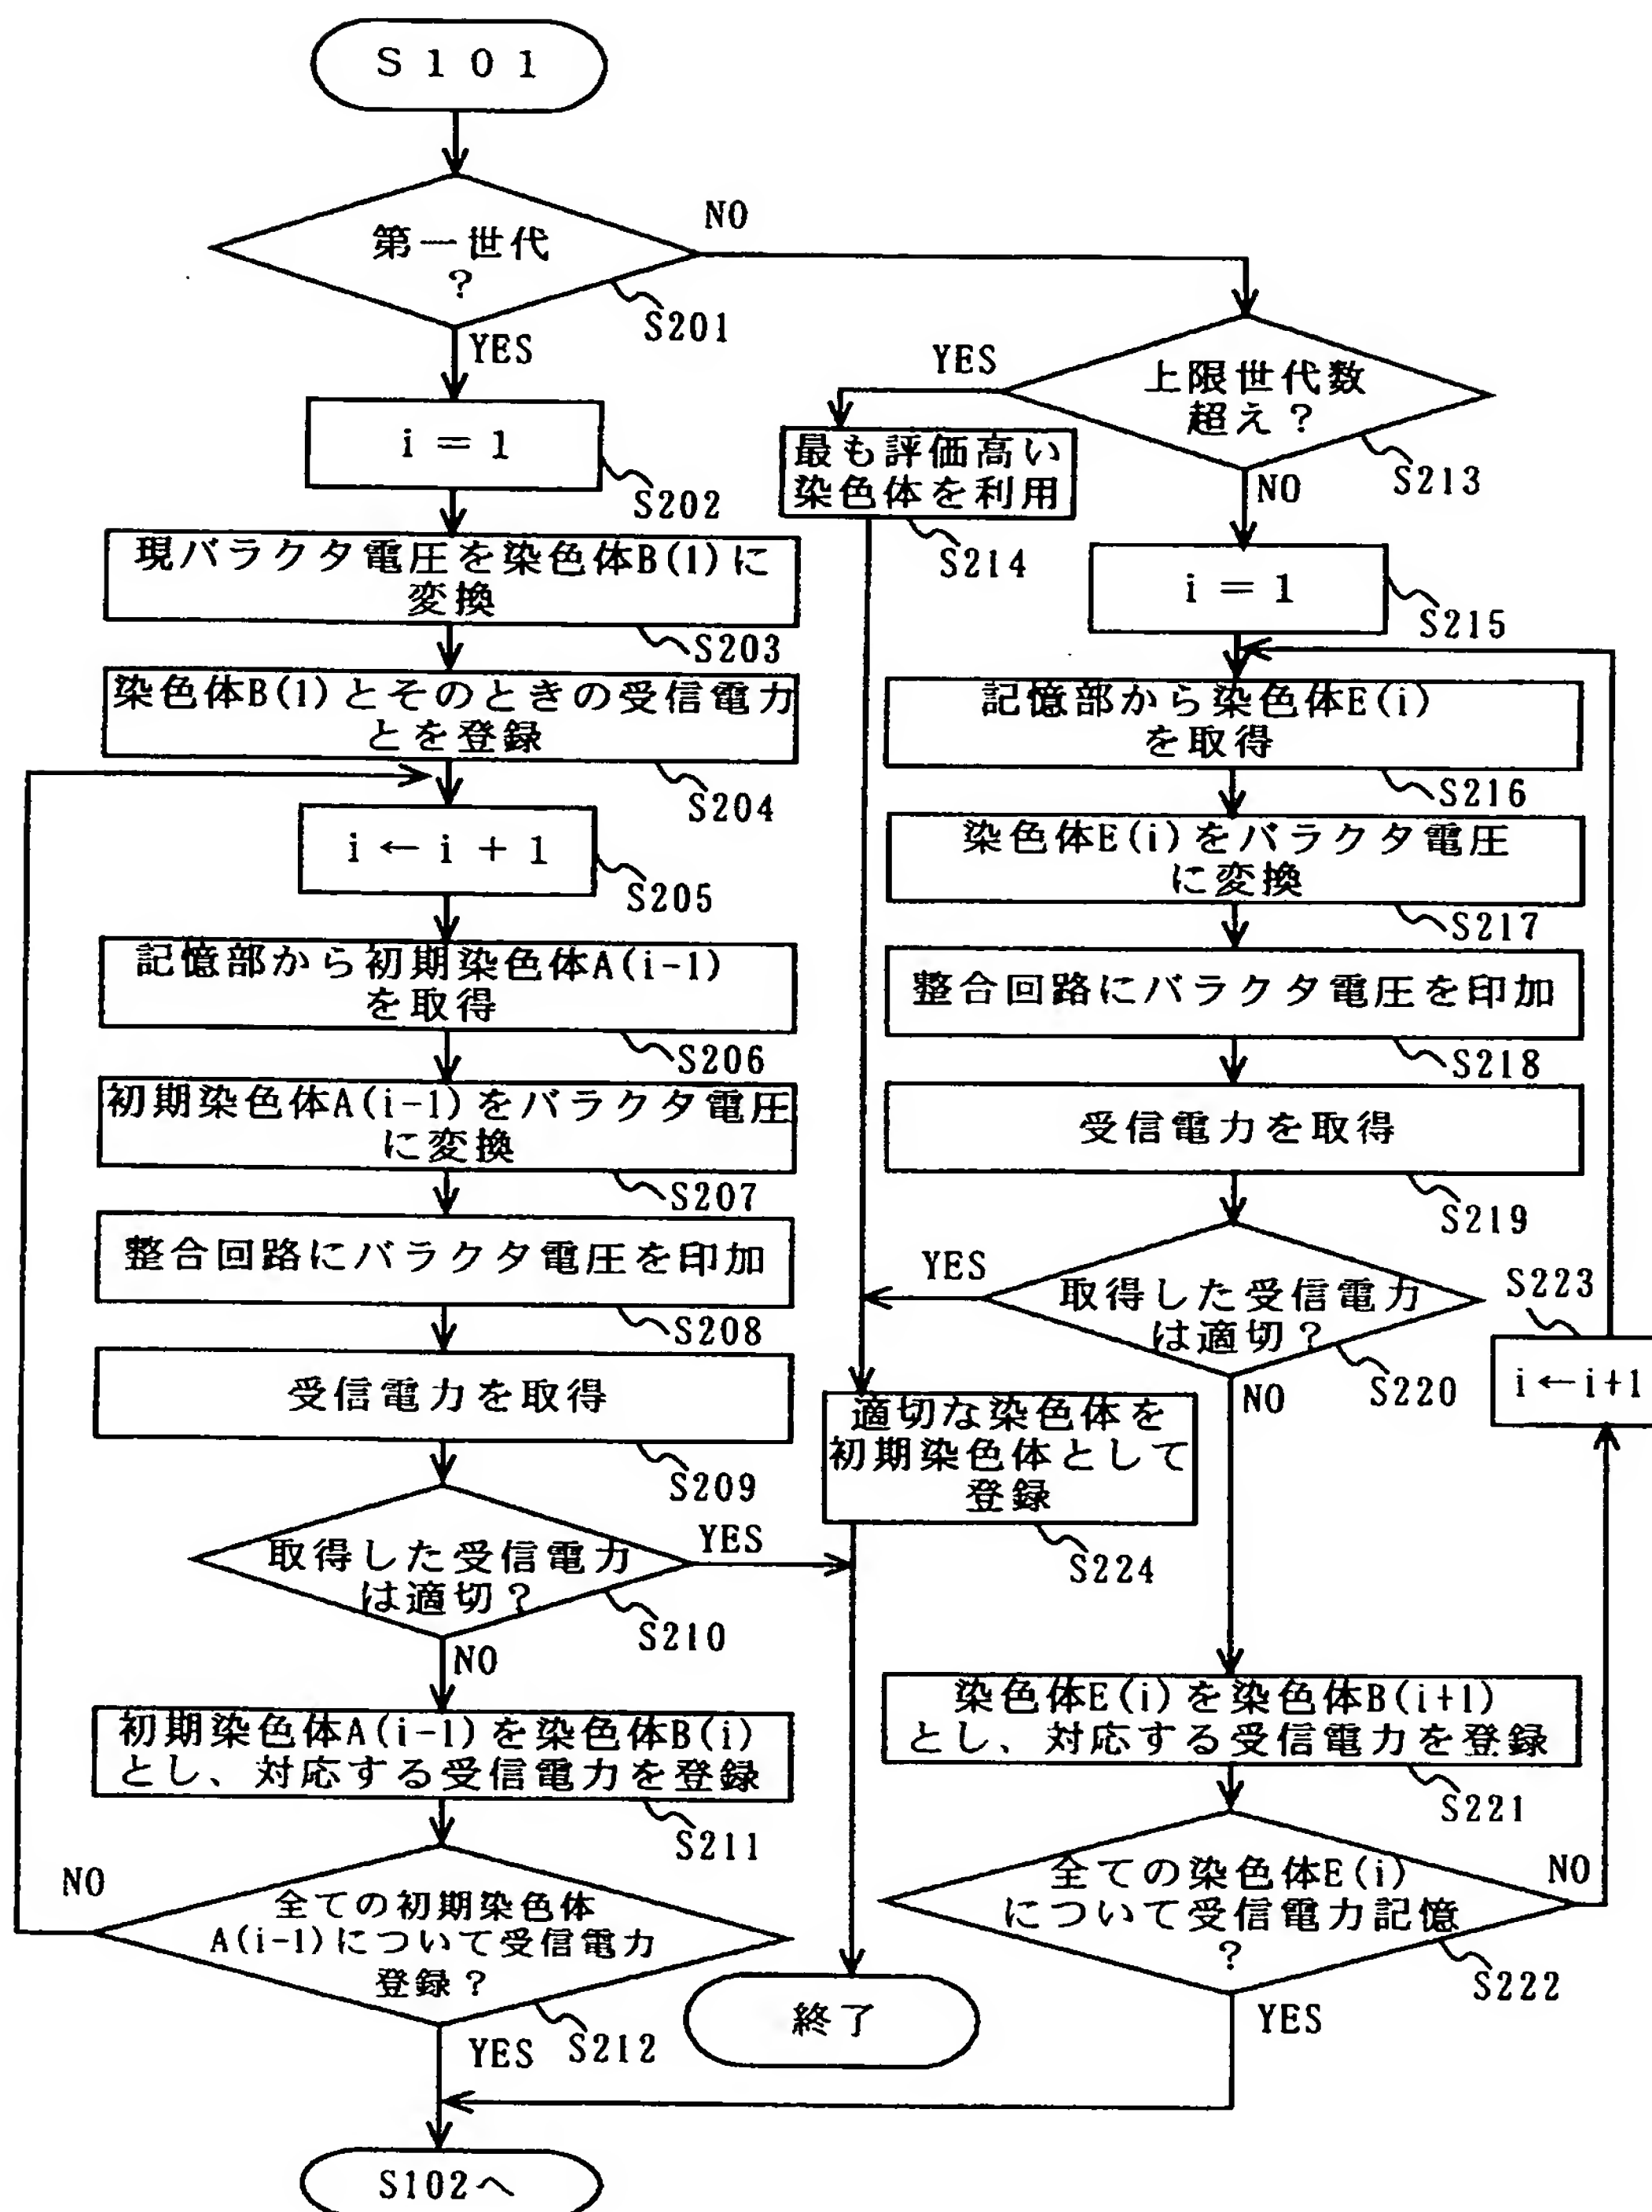 S101
第一世代
?
NO
S201
YES
i = 1
S202
現バラクタ電圧を染色体B(1)に
変換
S203
染色体B(1)とそのときの受信電力
とを登録
S204
i ← i + 1
S205
記憶部から初期染色体A(i-1)
を取得
S206
初期染色体A(i-1)をバラクタ電圧
に変換
S207
整合回路にバラクタ電圧を印加
S208
受信電力を取得
S209
取得した受信電力
は適切?
YES
S210
NO
初期染色体A(i-1)を染色体B(i)
とし、対応する受信電力を登録
S211
全ての初期染色体
A(i-1)について受信電力
登録?
NO
S212
YES
S102へ
上限世代数
超え?
YES
S213
NO
最も評価高い
染色体を利用
S214
i = 1
S215
記憶部から染色体E(i)
を取得
S216
染色体E(i)をバラクタ電圧
に変換
S217
整合回路にバラクタ電圧を印加
S218
受信電力を取得
S219
取得した受信電力
は適切?
YES
S220
NO
適切な染色体を
初期染色体として
登録
S224
終了
染色体E(i)を染色体B(i+1)
とし、対応する受信電力を登録
S221
全ての染色体E(i)
について受信電力記憶
?
NO
S222
YES
S223
i←i+1